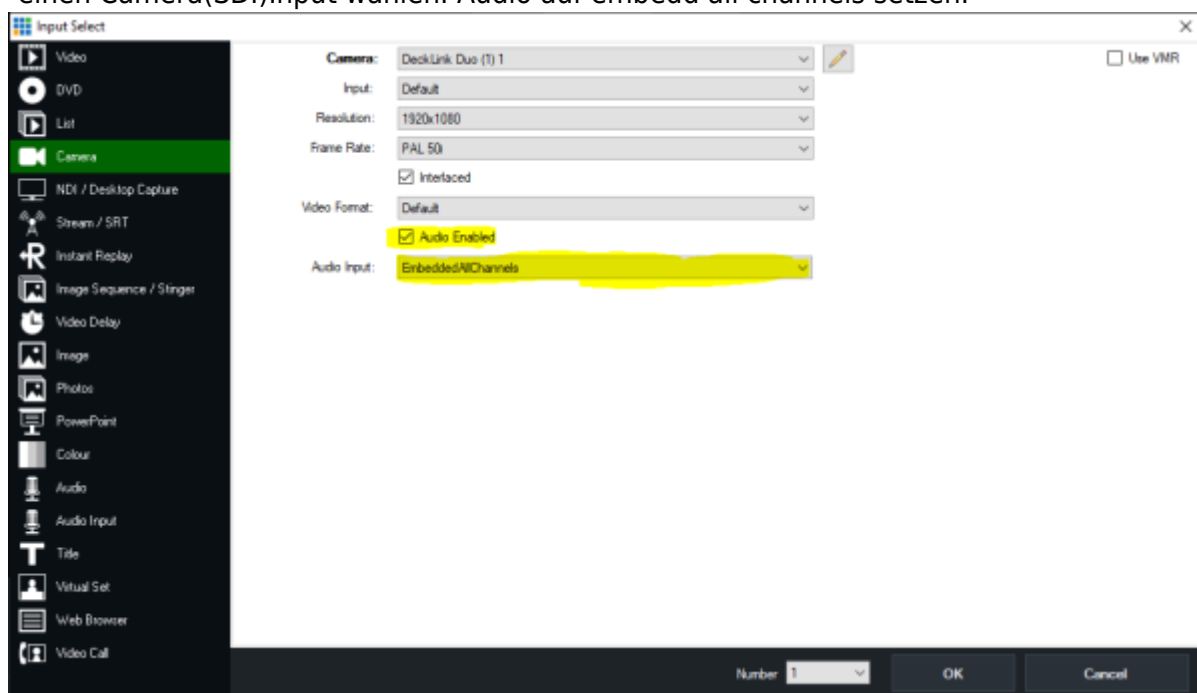 einen Camera(SDI)Input wählen. Audio auf embedd all channels setzen.
Input Select
Video
DVD
List
Camera
NDI / Desktop Capture
Stream / SRT
Instant Replay
Image Sequence / Stinger
Video Delay
Image
Photos
PowerPoint
Colour
Audio
Audio Input
Title
Virtual Set
Web Browser
Video Call
Camera: DeckLink Duo (1) 1
Use VMR
Input: Default
Resolution: 1920x1080
Frame Rate: PAL 50i
Interlaced
Video Format: Default
Audio Enabled
Audio Input: EmbeddedAllChannels
Number 1 OK Cancel